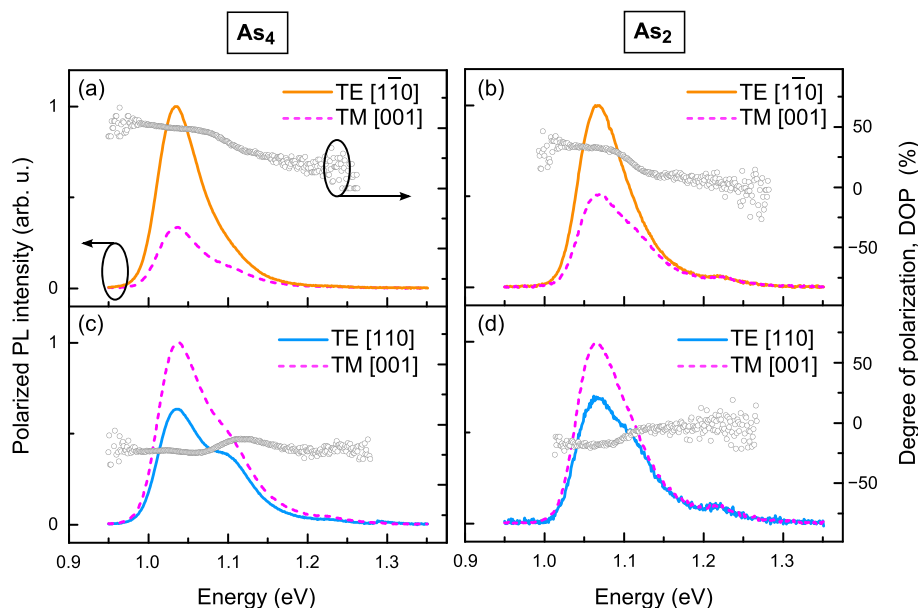 As₄
As₂
(a)
TE [11̅0]
TM [001]
(b)
TE [11̅0]
TM [001]
1
0
50
0
−50
(c)
TE [110]
TM [001]
(d)
TE [110]
TM [001]
1
0
50
0
−50
Polarized PL intensity (arb. u.)
Degree of polarization, DOP (%)
0.9 1.0 1.1 1.2 1.3
0.9 1.0 1.1 1.2 1.3
Energy (eV)
Energy (eV)